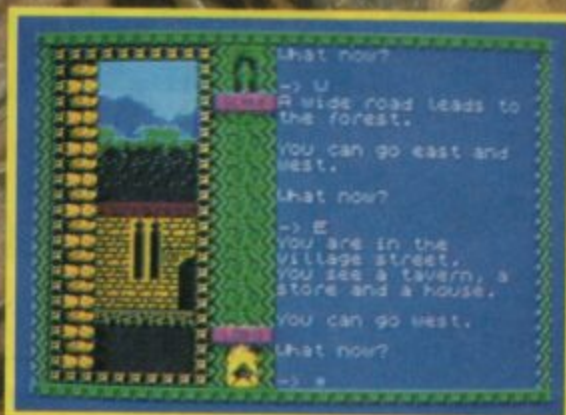 What now?
-> W
A wide road leads to
the forest.
You can go east and
west.
What now?
-> E
You are in the
village street.
You see a tavern, a
store and a house.
You can go west.
What now?
->